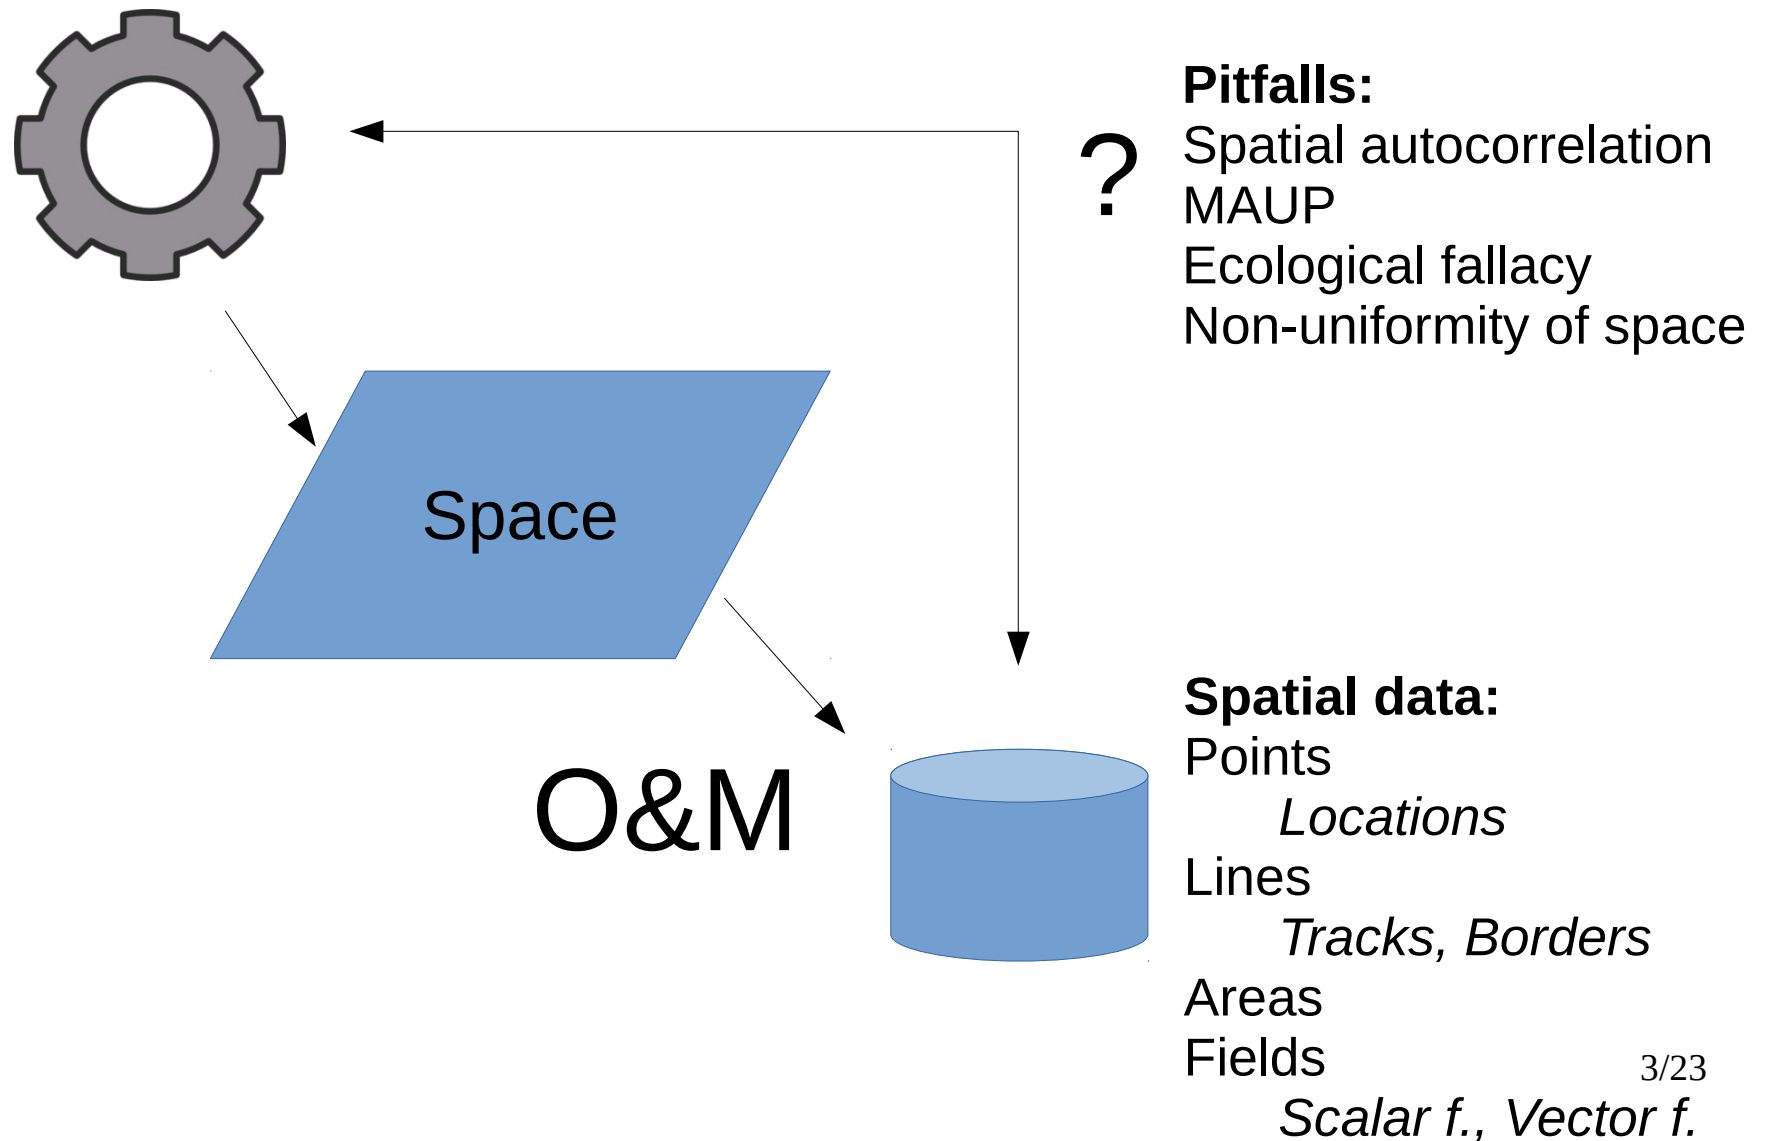 Pitfalls:
?
Spatial autocorrelation
MAUP
Ecological fallacy
Non-uniformity of space
Space
O&M
Spatial data:
Points
Locations
Lines
Tracks, Borders
Areas
Fields
3/23
Scalar f., Vector f.